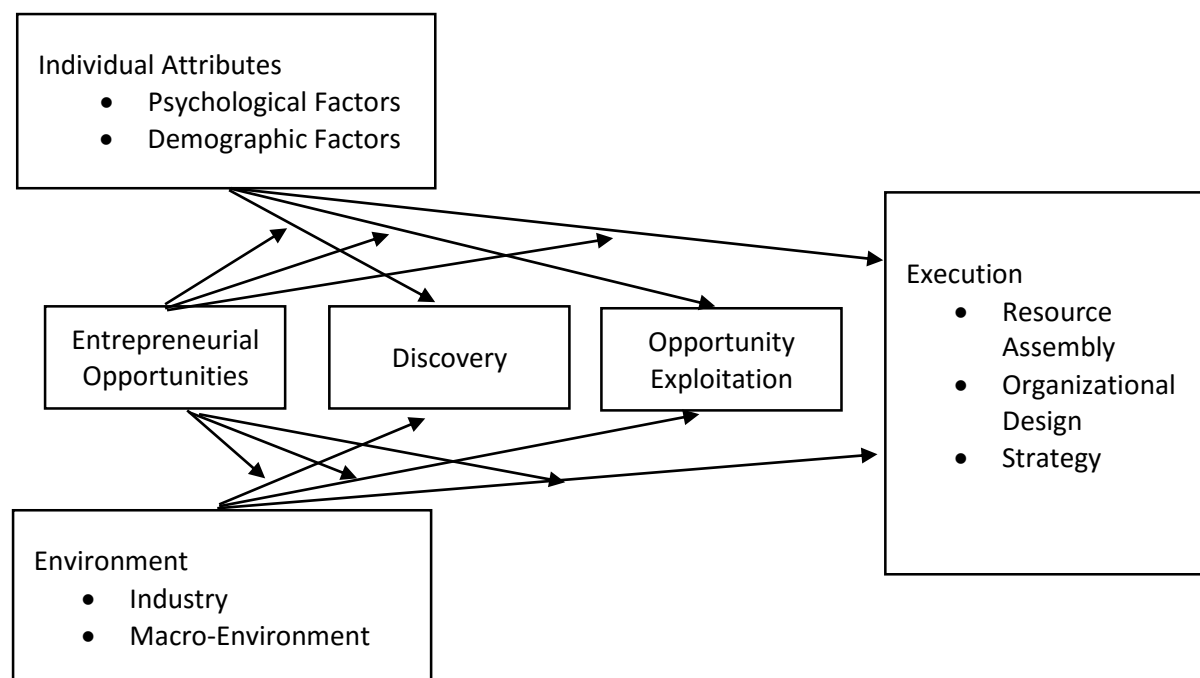 Individual Attributes
• Psychological Factors
• Demographic Factors
Entrepreneurial
Opportunities
Discovery
Opportunity
Exploitation
Execution
• Resource
Assembly
• Organizational
Design
• Strategy
Environment
• Industry
• Macro-Environment